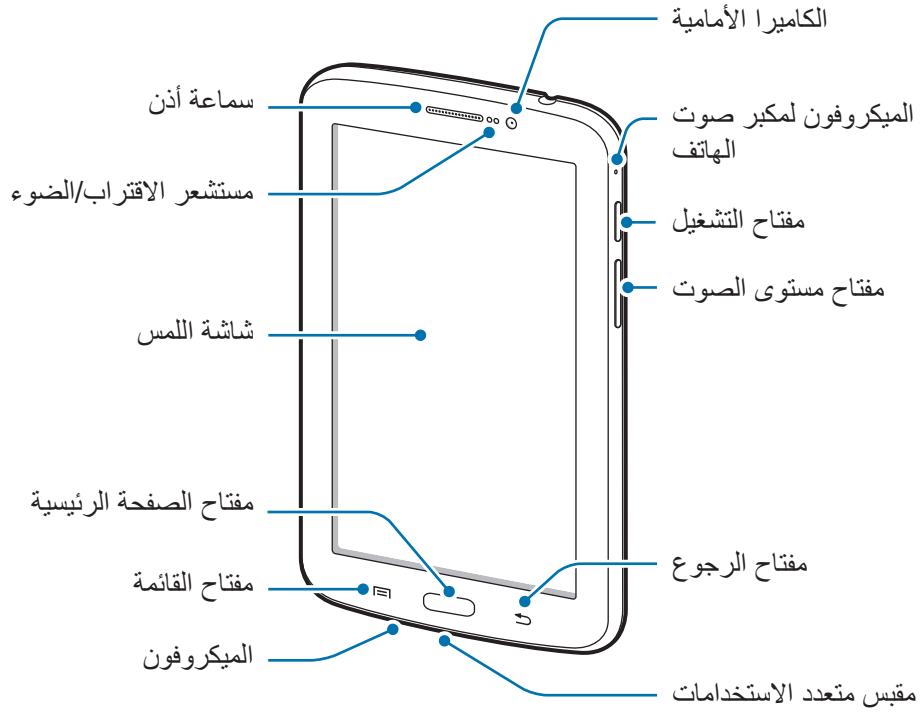 الكاميرا الأمامية
الميكروفون لمكبر صوت
الهاتف
مفتاح التشغيل
مفتاح مستوى الصوت
مفتاح الرجوع
مقبس متعدد الاستخدامات
سماعة أذن
مستشعر الاقتراب/الضوء
شاشة اللمس
مفتاح الصفحة الرئيسية
مفتاح القائمة
الميكروفون